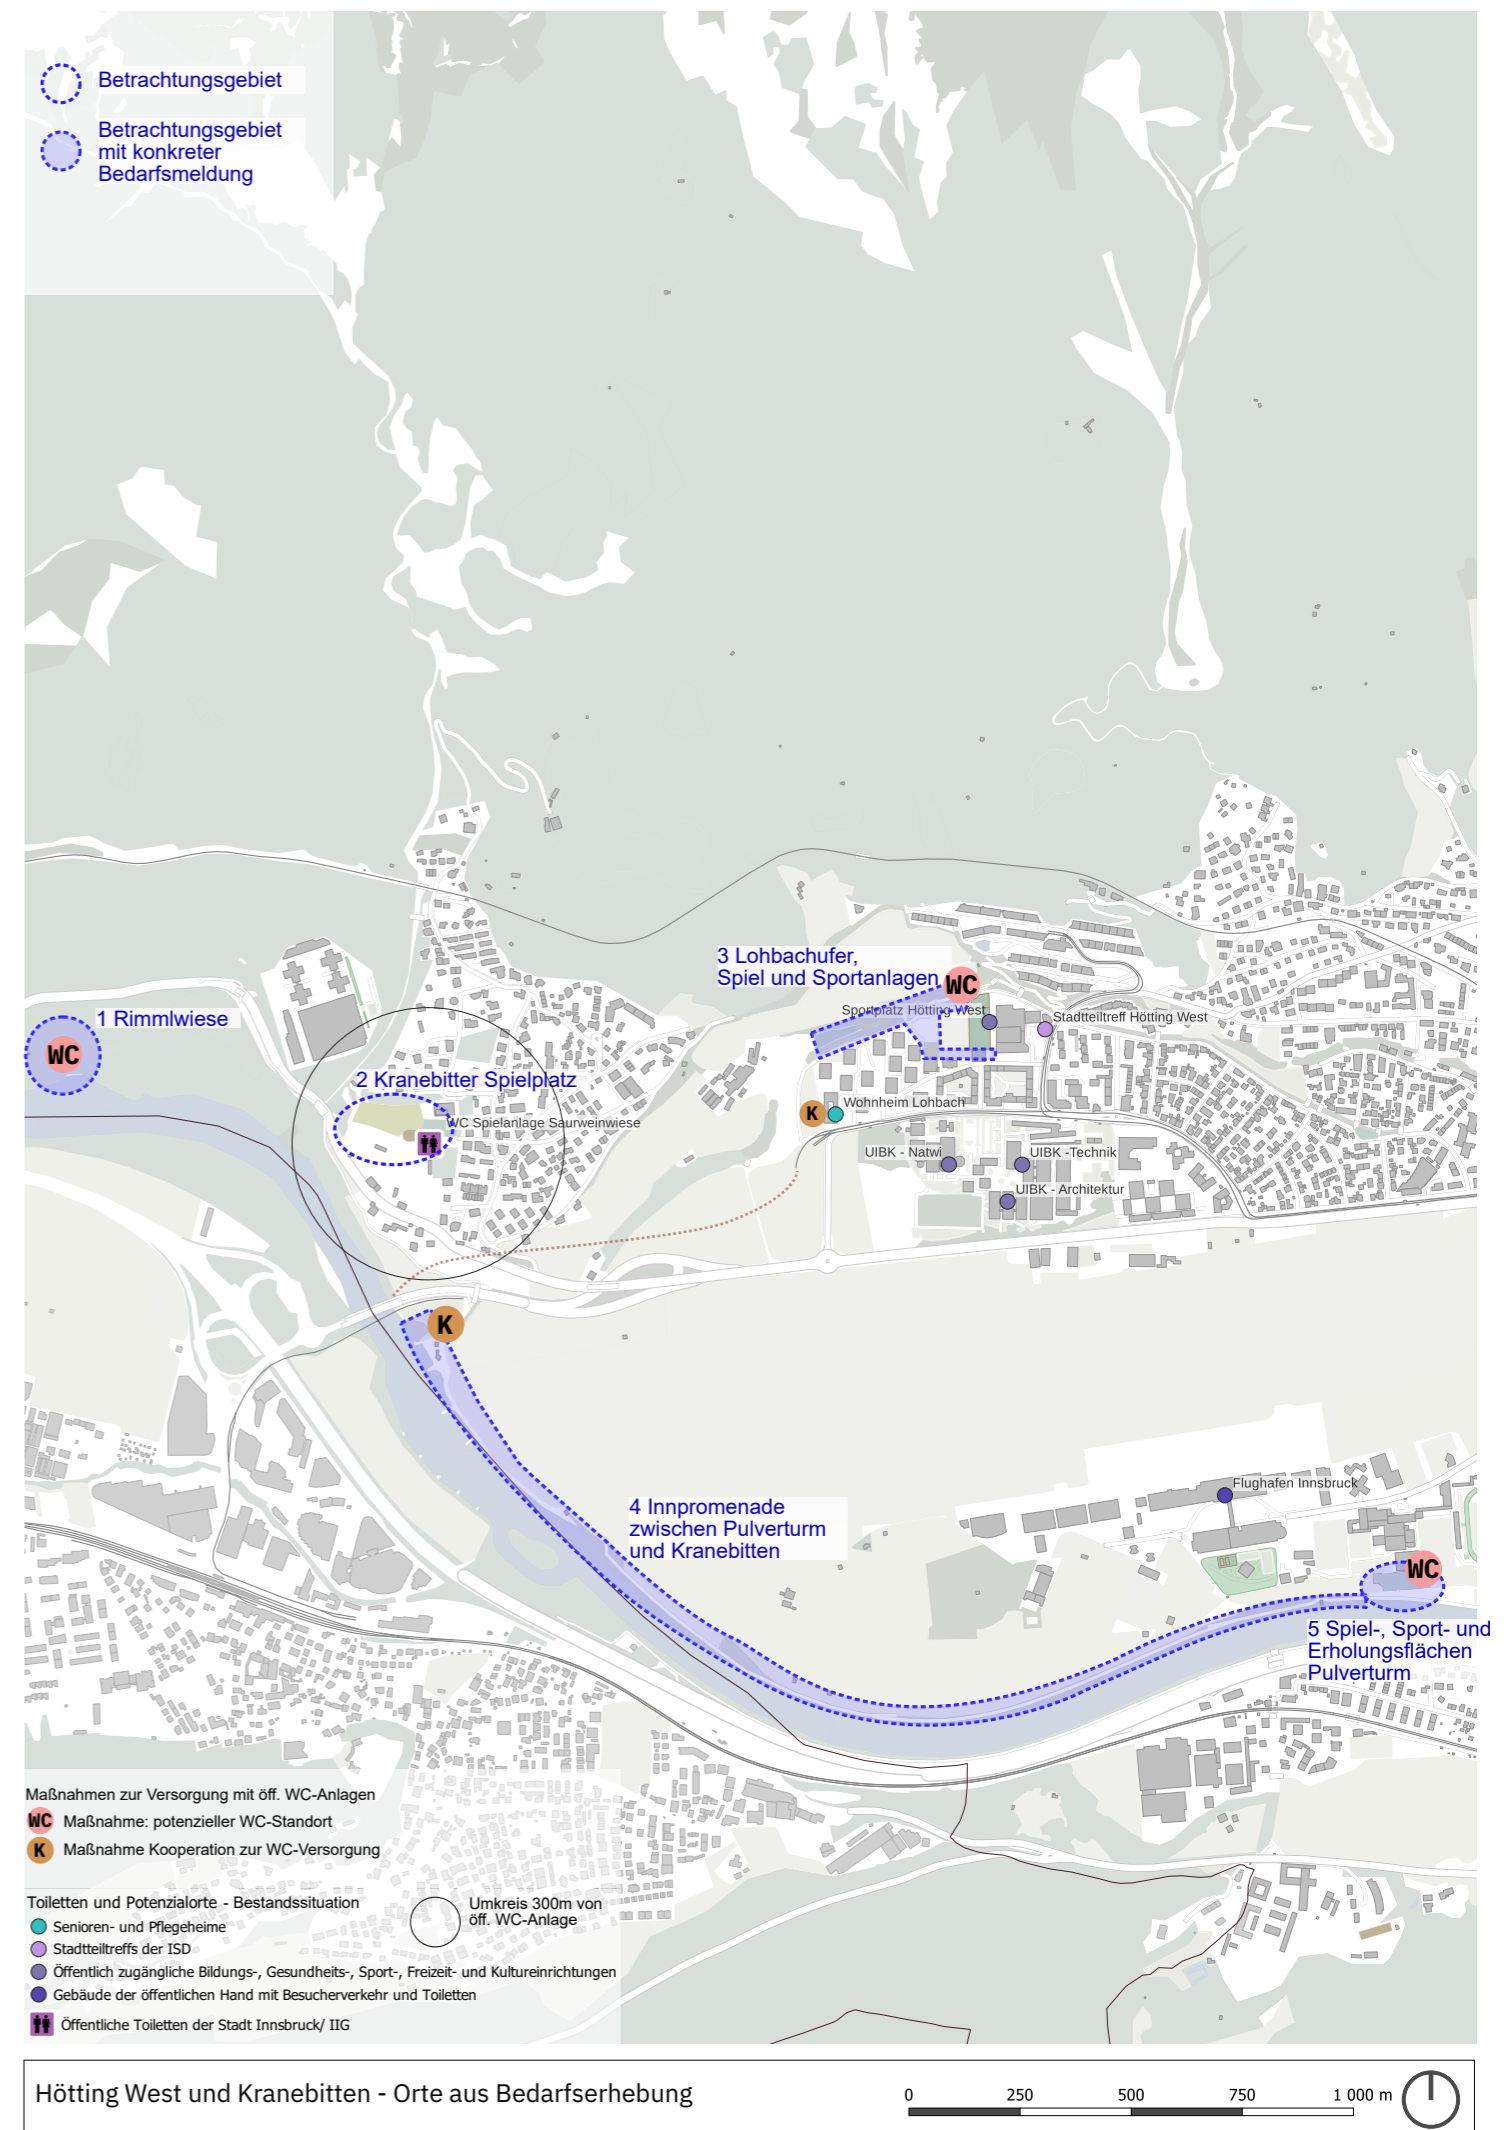 Betrachtungsgebiet
Betrachtungsgebiet
mit konkreter
Bedarfsmeldung
3 Lohbachufer,
Spiel und Sportanlagen
WC
Sportplatz Hötting West
Stadtteiltreff Hötting West
1 Rimmlwiese
WC
2 Kranebitter Spielplatz
WC Spielanlage Saurweinwiese
K
Wohnheim Lohbach
UIBK - Natwi
UIBK -Technik
UIBK - Architektur
K
Flughafen Innsbruck
4 Innpromenade
zwischen Pulverturm
und Kranebitten
WC
5 Spiel-, Sport- und
Erholungsflächen
Pulverturm
Maßnahmen zur Versorgung mit öff. WC-Anlagen
WC Maßnahme: potenzieller WC-Standort
K Maßnahme Kooperation zur WC-Versorgung
Toiletten und Potenzialorte - Bestandssituation
Umkreis 300m von
öff. WC-Anlage
Senioren- und Pflegeheime
Stadtteiltreffs der ISD
Öffentlich zugängliche Bildungs-, Gesundheits-, Sport-, Freizeit- und Kultureinrichtungen
Gebäude der öffentlichen Hand mit Besucherverkehr und Toiletten
Öffentliche Toiletten der Stadt Innsbruck/ IIG
Hötting West und Kranebitten - Orte aus Bedarfserhebung
0 250 500 750 1 000 m